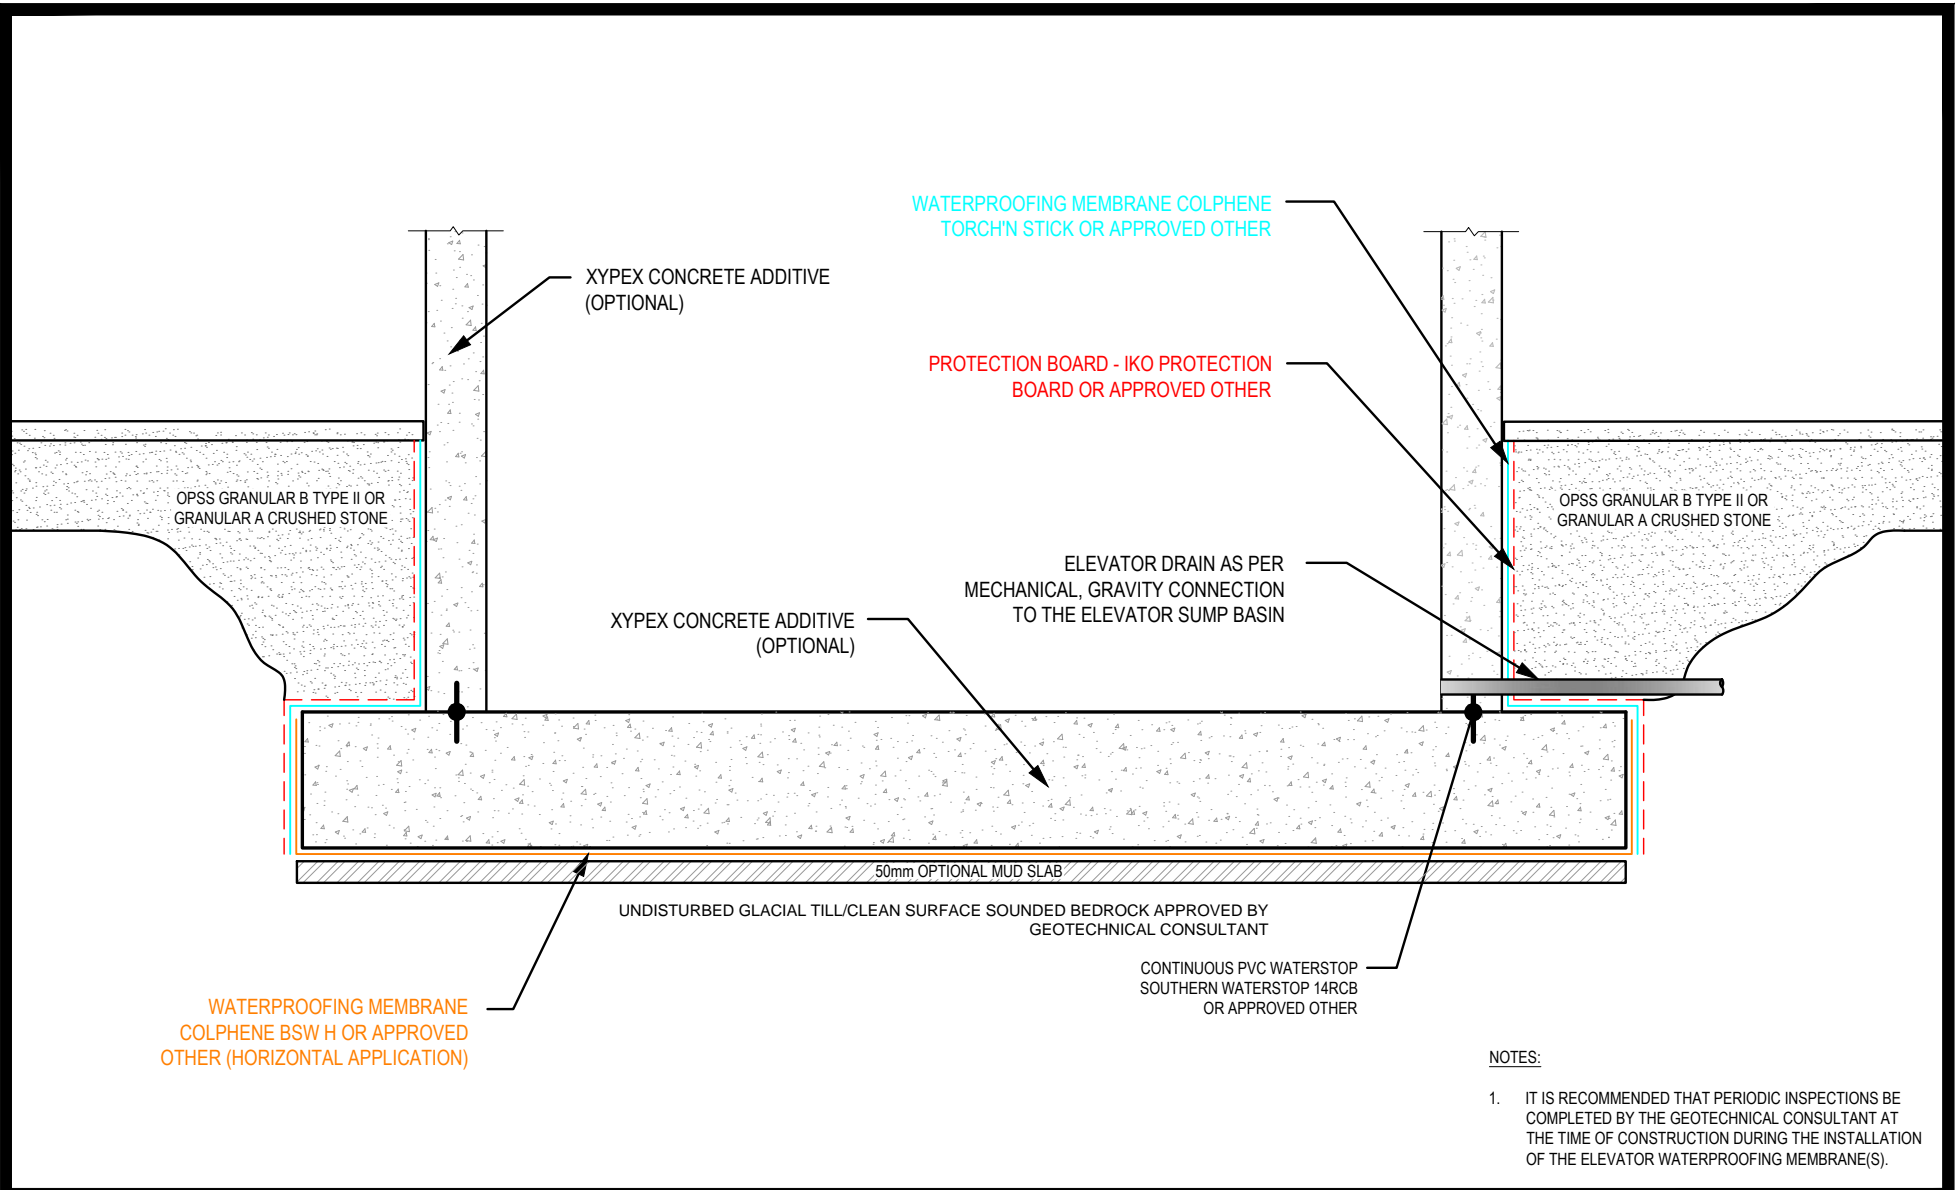 WATERPROOFING MEMBRANE COLPHENE
TORCH'N STICK OR APPROVED OTHER
XYPEX CONCRETE ADDITIVE
(OPTIONAL)
PROTECTION BOARD - IKO PROTECTION
BOARD OR APPROVED OTHER
OPSS GRANULAR B TYPE II OR
GRANULAR A CRUSHED STONE
OPSS GRANULAR B TYPE II OR
GRANULAR A CRUSHED STONE
ELEVATOR DRAIN AS PER
MECHANICAL, GRAVITY CONNECTION
TO THE ELEVATOR SUMP BASIN
XYPEX CONCRETE ADDITIVE
(OPTIONAL)
50mm OPTIONAL MUD SLAB
UNDISTURBED GLACIAL TILL/CLEAN SURFACE SOUNDED BEDROCK APPROVED BY
GEOTECHNICAL CONSULTANT
CONTINUOUS PVC WATERSTOP
SOUTHERN WATERSTOP 14RCB
OR APPROVED OTHER
WATERPROOFING MEMBRANE
COLPHENE BSW H OR APPROVED
OTHER (HORIZONTAL APPLICATION)
NOTES:
1. IT IS RECOMMENDED THAT PERIODIC INSPECTIONS BE
COMPLETED BY THE GEOTECHNICAL CONSULTANT AT
THE TIME OF CONSTRUCTION DURING THE INSTALLATION
OF THE ELEVATOR WATERPROOFING MEMBRANE(S).